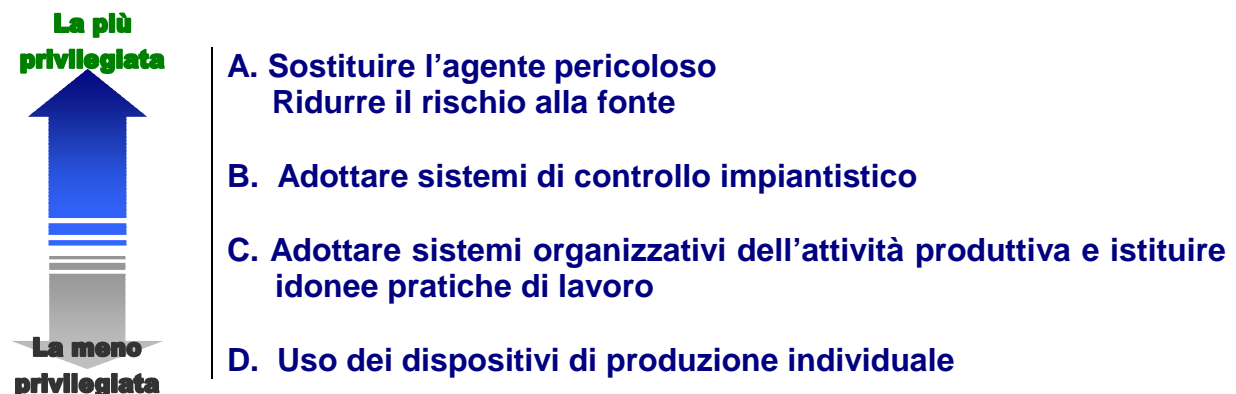 La più
privilegiata
A. Sostituire l’agente pericoloso
Ridurre il rischio alla fonte
B. Adottare sistemi di controllo impiantistico
C. Adottare sistemi organizzativi dell’attività produttiva e istituire
idonee pratiche di lavoro
D. Uso dei dispositivi di produzione individuale
La meno
privilegiata